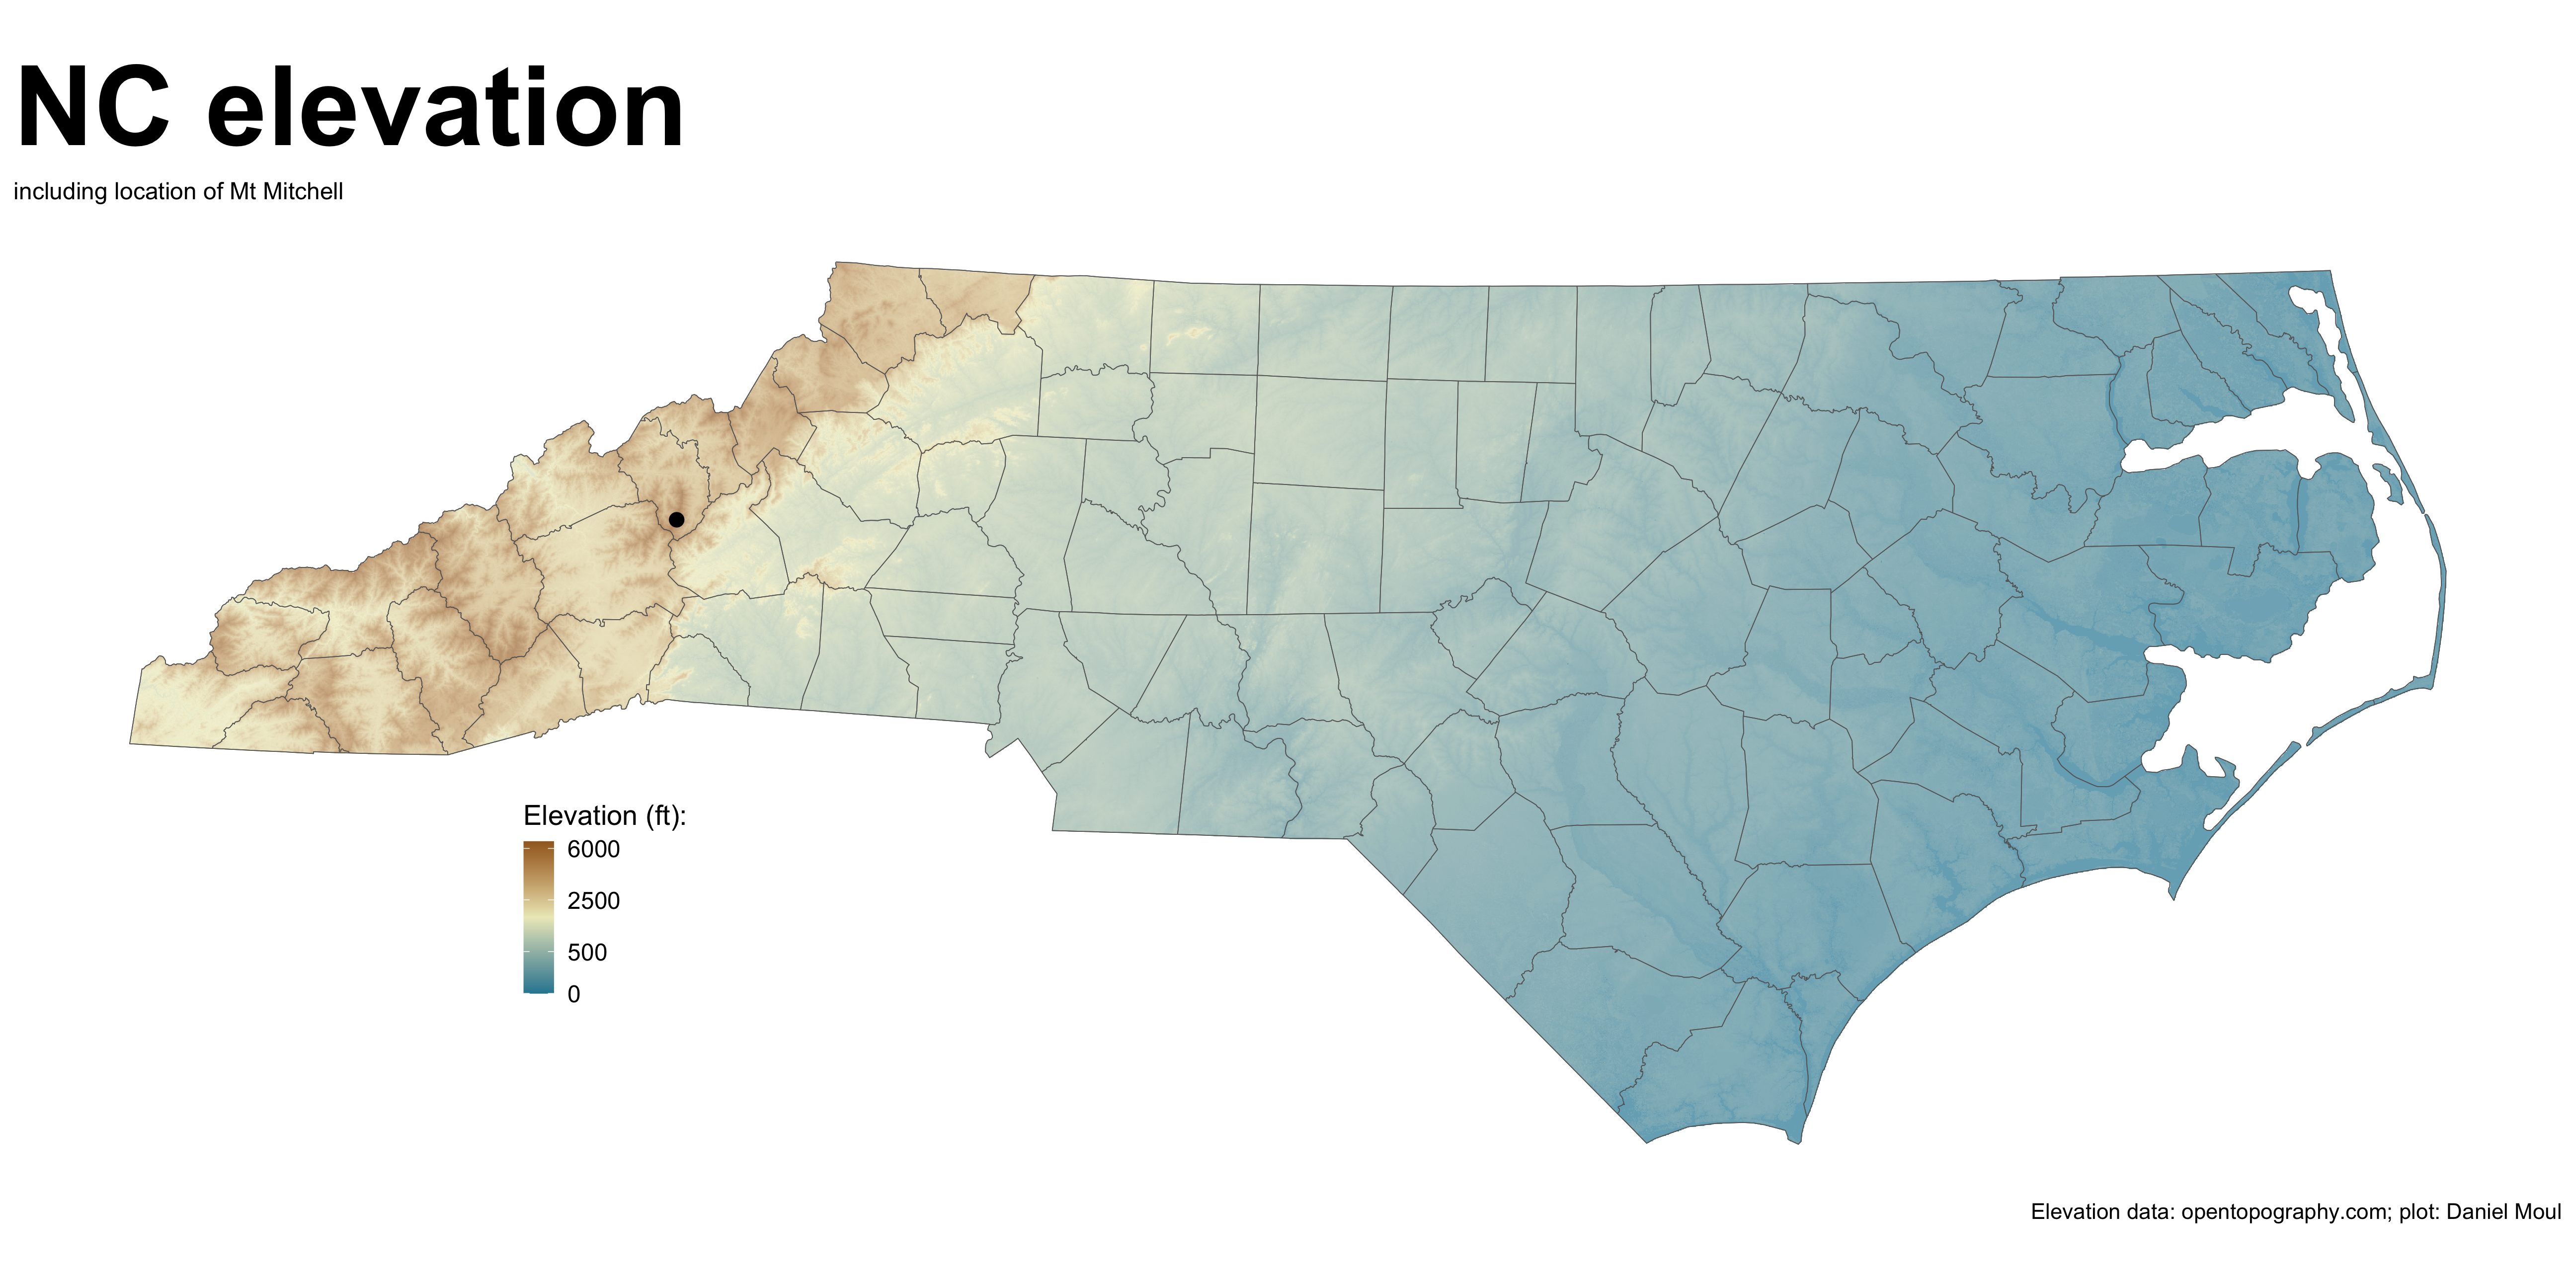 NC elevation
including location of Mt Mitchell
Elevation (ft):
6000
2500
500
0
Elevation data: opentopography.com; plot: Daniel Moul